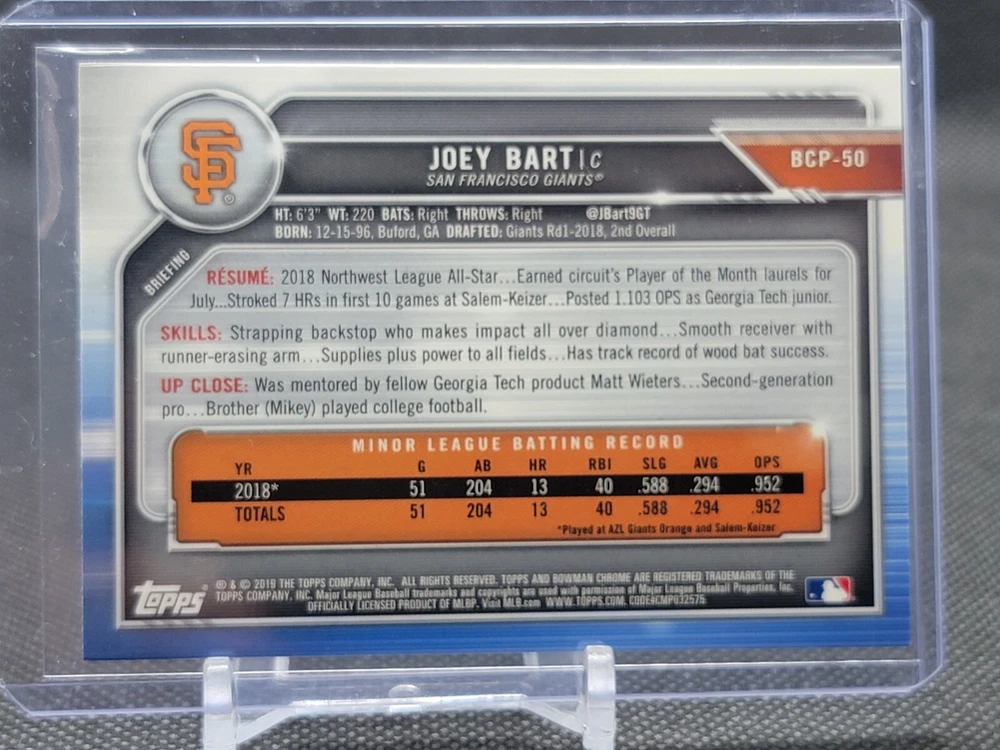 SF
JOEY BART | C
SAN FRANCISCO GIANTS®
BCP-50
HT: 6'3" WT: 220 BATS: Right THROWS: Right @JBart9GT
BORN: 12-15-96, Buford, GA DRAFTED: Giants Rd1-2018, 2nd Overall
BRIEFING
RÉSUMÉ: 2018 Northwest League All-Star...Earned circuit's Player of the Month laurels for
July...Stroked 7 HRs in first 10 games at Salem-Keizer...Posted 1.103 OPS as Georgia Tech junior.
SKILLS: Strapping backstop who makes impact all over diamond...Smooth receiver with
runner-erasing arm...Supplies plus power to all fields...Has track record of wood bat success.
UP CLOSE: Was mentored by fellow Georgia Tech product Matt Wieters...Second-generation
pro...Brother (Mikey) played college football.
MINOR LEAGUE BATTING RECORD
YR G AB HR RBI SLG AVG OPS
2018* 51 204 13 40 .588 .294 .952
TOTALS 51 204 13 40 .588 .294 .952
*Played at AZL Giants Orange and Salem-Keizer
Topps
® & © 2019 THE TOPPS COMPANY, INC. ALL RIGHTS RESERVED. TOPPS AND BOWMAN CHROME ARE REGISTERED TRADEMARKS OF THE
TOPPS COMPANY, INC. Major League Baseball trademarks and copyrights are used with permission of Major League Baseball Properties, Inc.
OFFICIALLY LICENSED PRODUCT OF MLBP. Visit MLB.com WWW.TOPPS.COM. CODE#CMP032575